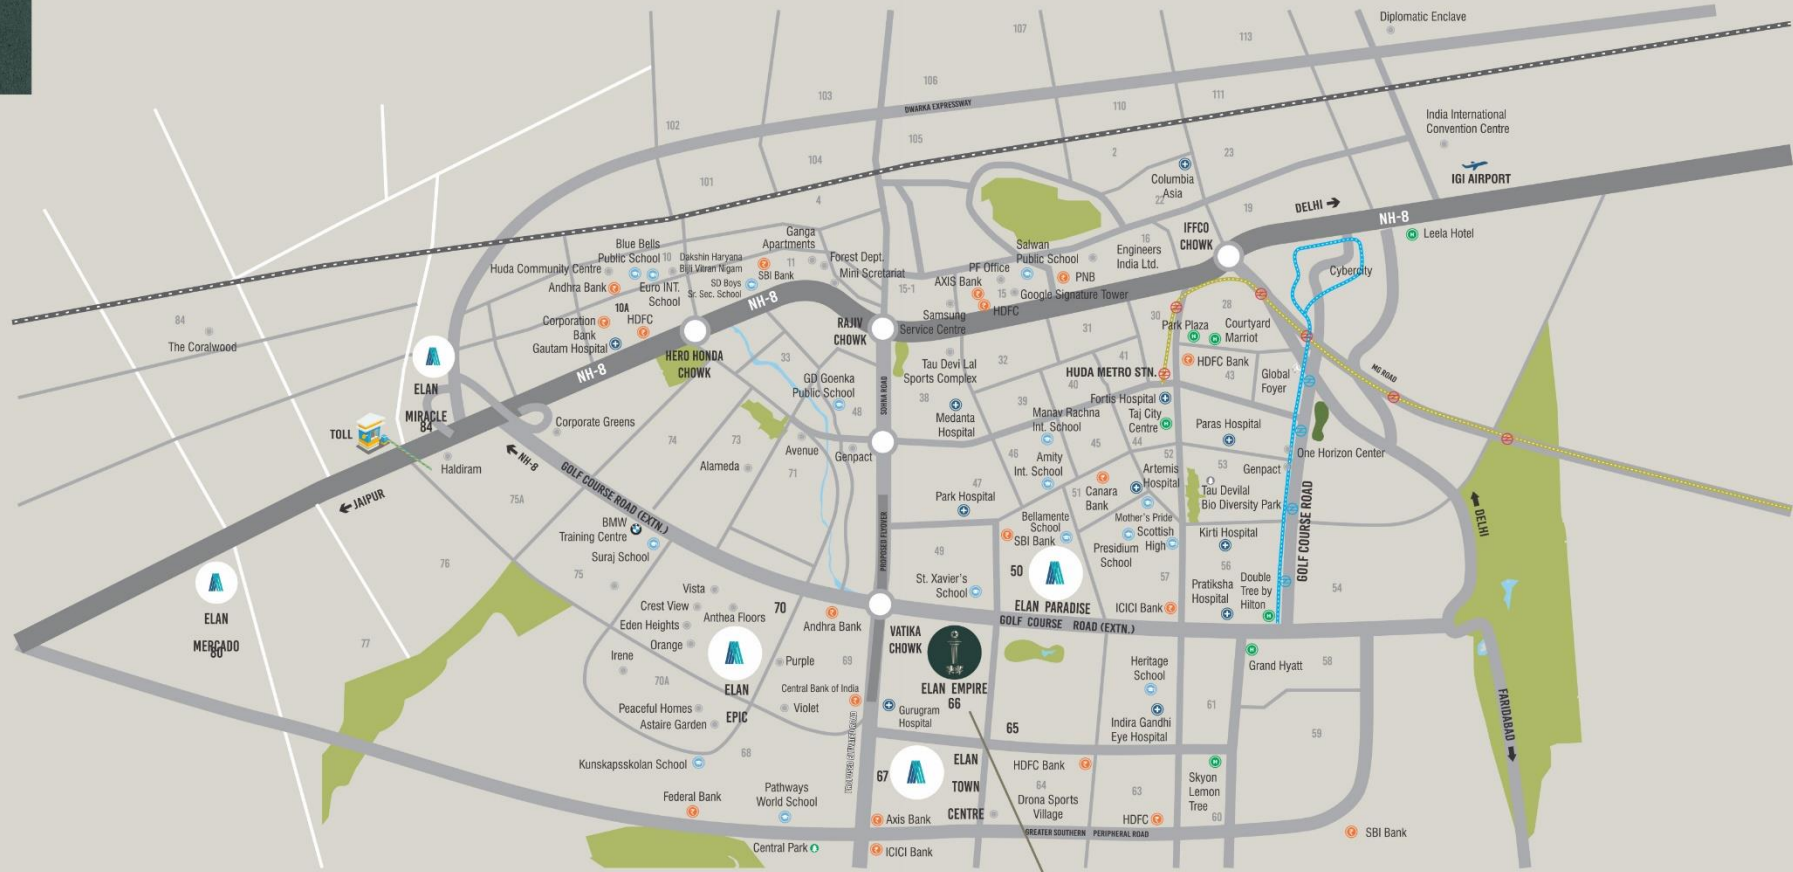 Diplomatic Enclave
107
113
106
103
DWARKA EXPRESSWAY
111
110
102
India International
Convention Centre
105
104
2
23
IGI AIRPORT
Columbia
Asia
22
101
4
19
DELHI
NH-8
IFFCO
CHOWK
Leela Hotel
Ganga
Apartments
Blue Bells
Public School
10
Dakshin Haryana
Bijli Vitran Nigam
11
Forest Dept.
Mini Scretariat
Salwan
Public School
16
Engineers
India Ltd.
Huda Community Centre
SBI Bank
PF Office
PNB
Cybercity
Andhra Bank
Euro INT.
School
SD Boys
Sr. Sec. School
AXIS Bank
15-1
15
Google Signature Tower
NH-8
10A
HDFC
28
84
The Coralwood
Corporation
Bank
HDFC
RAJIV
CHOWK
Samsung
Service Centre
31
30
Park Plaza
Courtyard
Marriot
Gautam Hospital
HERO HONDA
CHOWK
33
32
41
HDFC Bank
NH-8
GD Goenka
Public School
Tau Devi Lal
Sports Complex
HUDA METRO STN.
40
43
Global
Foyer
MG ROAD
ELAN
MIRACLE
84
SOHNA ROAD
38
39
Fortis Hospital
48
Manav Rachna
Int. School
Taj City
Centre
Paras Hospital
Corporate Greens
Medanta
Hospital
TOLL
74
73
45
44
Avenue
Genpact
46
Amity
Int. School
52
One Horizon Center
NH-8
Haldiram
GOLF COURSE ROAD (EXTN.)
Alameda
71
53
Genpact
47
Artemis
Hospital
JAIPUR
75A
Park Hospital
51
Canara
Bank
Tau Devilal
Bio Diversity Park
GOLF COURSE ROAD
DELHI
BMW
Training Centre
Bellamente
School
SBI Bank
Mother's Pride
Scottish
High
Kirti Hospital
PROPOSED FLYOVER
Suraj School
49
Presidium
School
76
75
St. Xavier's
School
50
57
56
Pratiksha
Hospital
Double
Tree by
Hilton
54
Vista
Crest View
Anthea Floors
70
ELAN PARADISE
ICICI Bank
ELAN
MERCADO
80
Eden Heights
Andhra Bank
GOLF COURSE ROAD (EXTN.)
77
Orange
VATIKA
CHOWK
Irene
Purple
69
Heritage
School
Grand Hyatt
58
70A
ELAN
EPIC
Central Bank of India
ELAN EMPIRE
66
Peaceful Homes
Violet
Gurugram
Hospital
61
FARIDABAD
Astaire Garden
65
Indira Gandhi
Eye Hospital
59
68
Kunskapsskolan School
67
ELAN
TOWN
CENTRE
HDFC Bank
Skyon
Lemon
Tree
Pathways
World School
64
63
Federal Bank
Drona Sports
Village
Axis Bank
HDFC
60
GREATER SOUTHERN PERIPHERAL ROAD
SBI Bank
Central Park
ICICI Bank